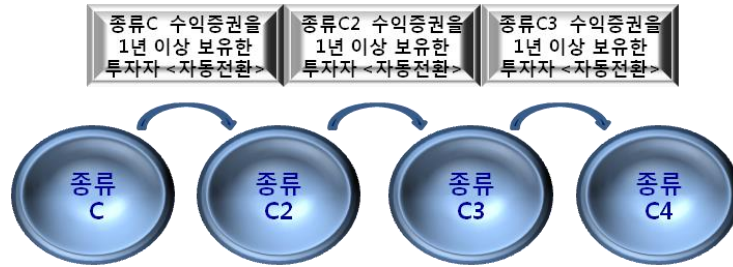 종류C 수익증권을
1년 이상 보유한
투자자 <자동전환>
종류C2 수익증권을
1년 이상 보유한
투자자 <자동전환>
종류C3 수익증권을
1년 이상 보유한
투자자 <자동전환>
종류
C
종류
C2
종류
C3
종류
C4